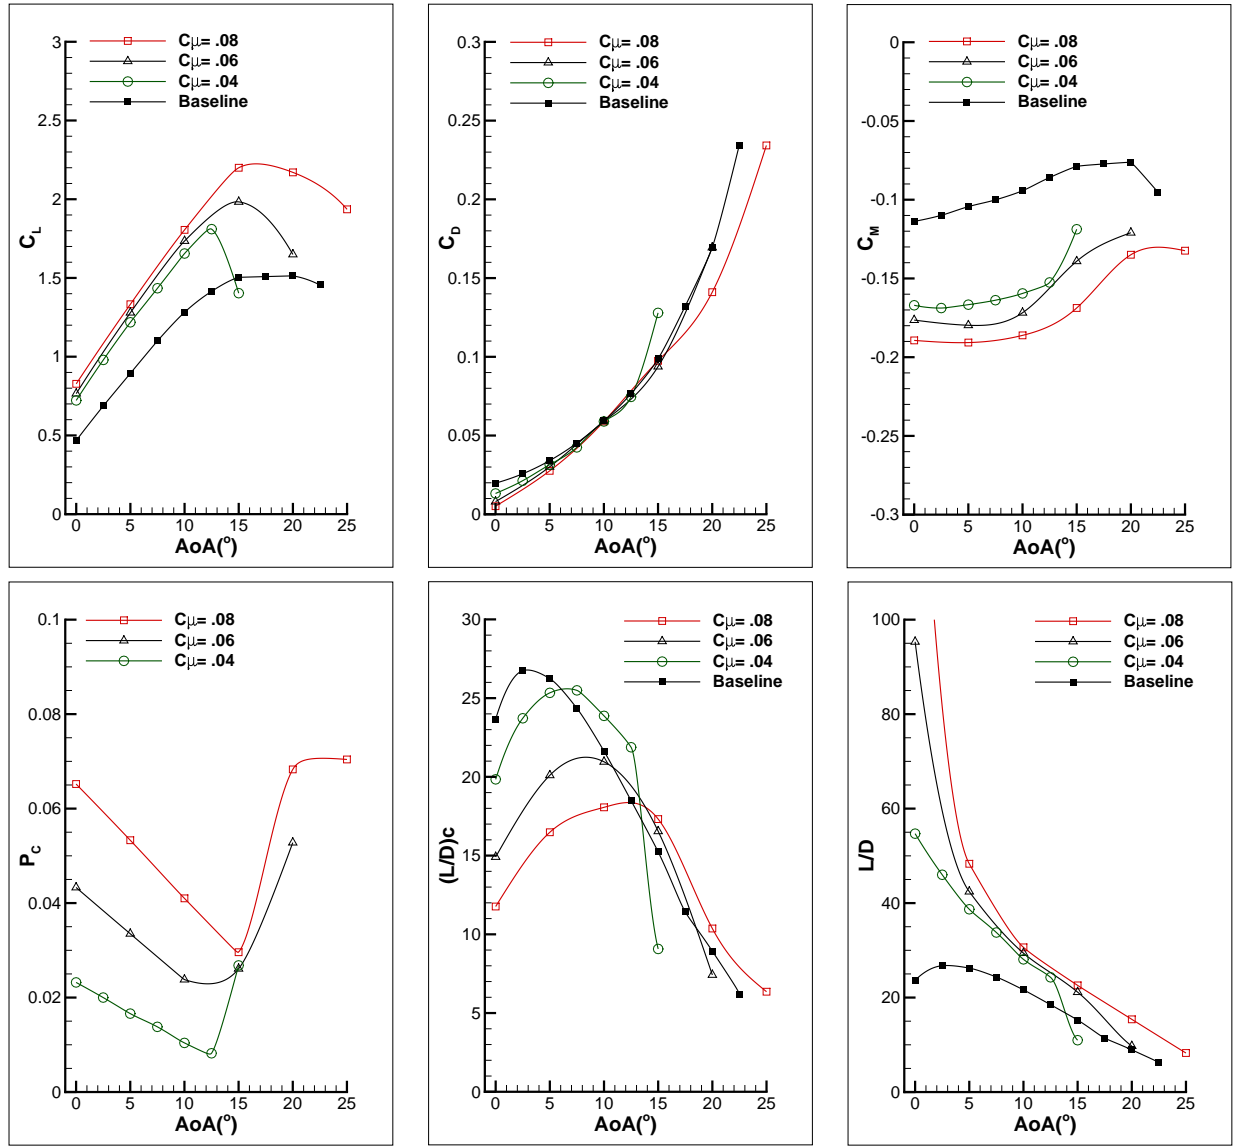 Cμ= .08
Cμ= .06
Cμ= .04
Baseline
3
2.5
2
1.5
1
0.5
0
C_L
0 5 10 15 20 25
AoA(°)
Cμ= .08
Cμ= .06
Cμ= .04
Baseline
0.3
0.25
0.2
0.15
0.1
0.05
0
C_D
0 5 10 15 20 25
AoA(°)
Cμ= .08
Cμ= .06
Cμ= .04
Baseline
0
-0.05
-0.1
-0.15
-0.2
-0.25
-0.3
C_M
0 5 10 15 20 25
AoA(°)
Cμ= .08
Cμ= .06
Cμ= .04
0.1
0.08
0.06
0.04
0.02
0
P_C
0 5 10 15 20 25
AoA(°)
Cμ= .08
Cμ= .06
Cμ= .04
Baseline
30
25
20
15
10
5
0
(L/D)c
0 5 10 15 20 25
AoA(°)
Cμ= .08
Cμ= .06
Cμ= .04
Baseline
100
80
60
40
20
0
L/D
0 5 10 15 20 25
AoA(°)